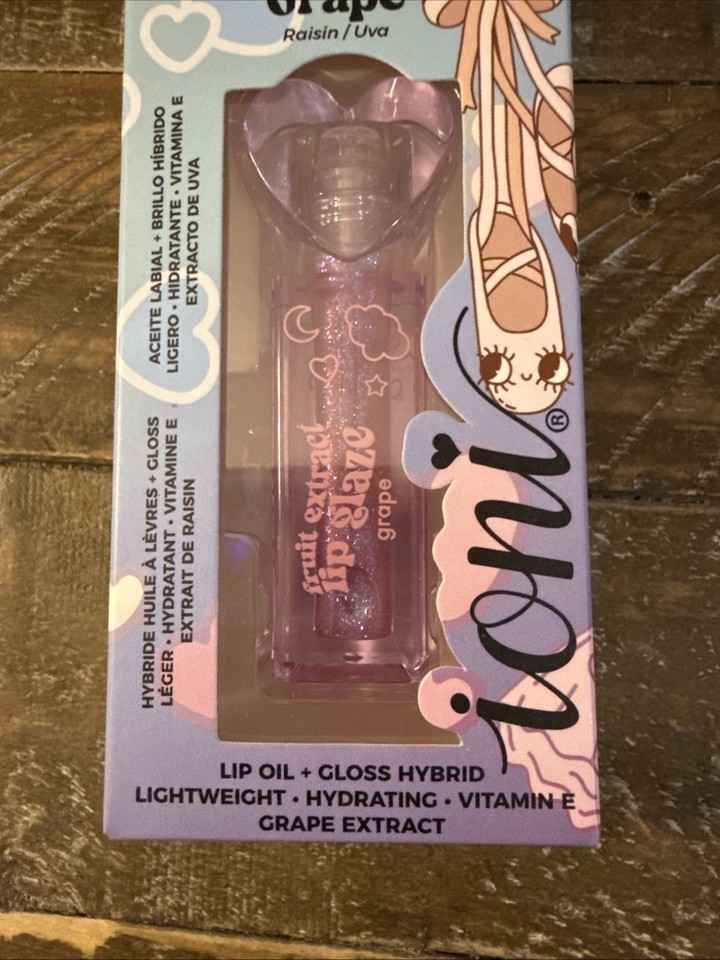 Grape
Raisin / Uva
ACEITE LABIAL + BRILLO HÍBRIDO
LIGERO • HIDRATANTE • VITAMINA E
EXTRACTO DE UVA
HYBRIDE HUILE À LÈVRES + GLOSS
LÉGER • HYDRATANT • VITAMINE E
EXTRAIT DE RAISIN
fruit extract
lip glaze
grape
ioni®
LIP OIL + GLOSS HYBRID
LIGHTWEIGHT • HYDRATING • VITAMIN E
GRAPE EXTRACT